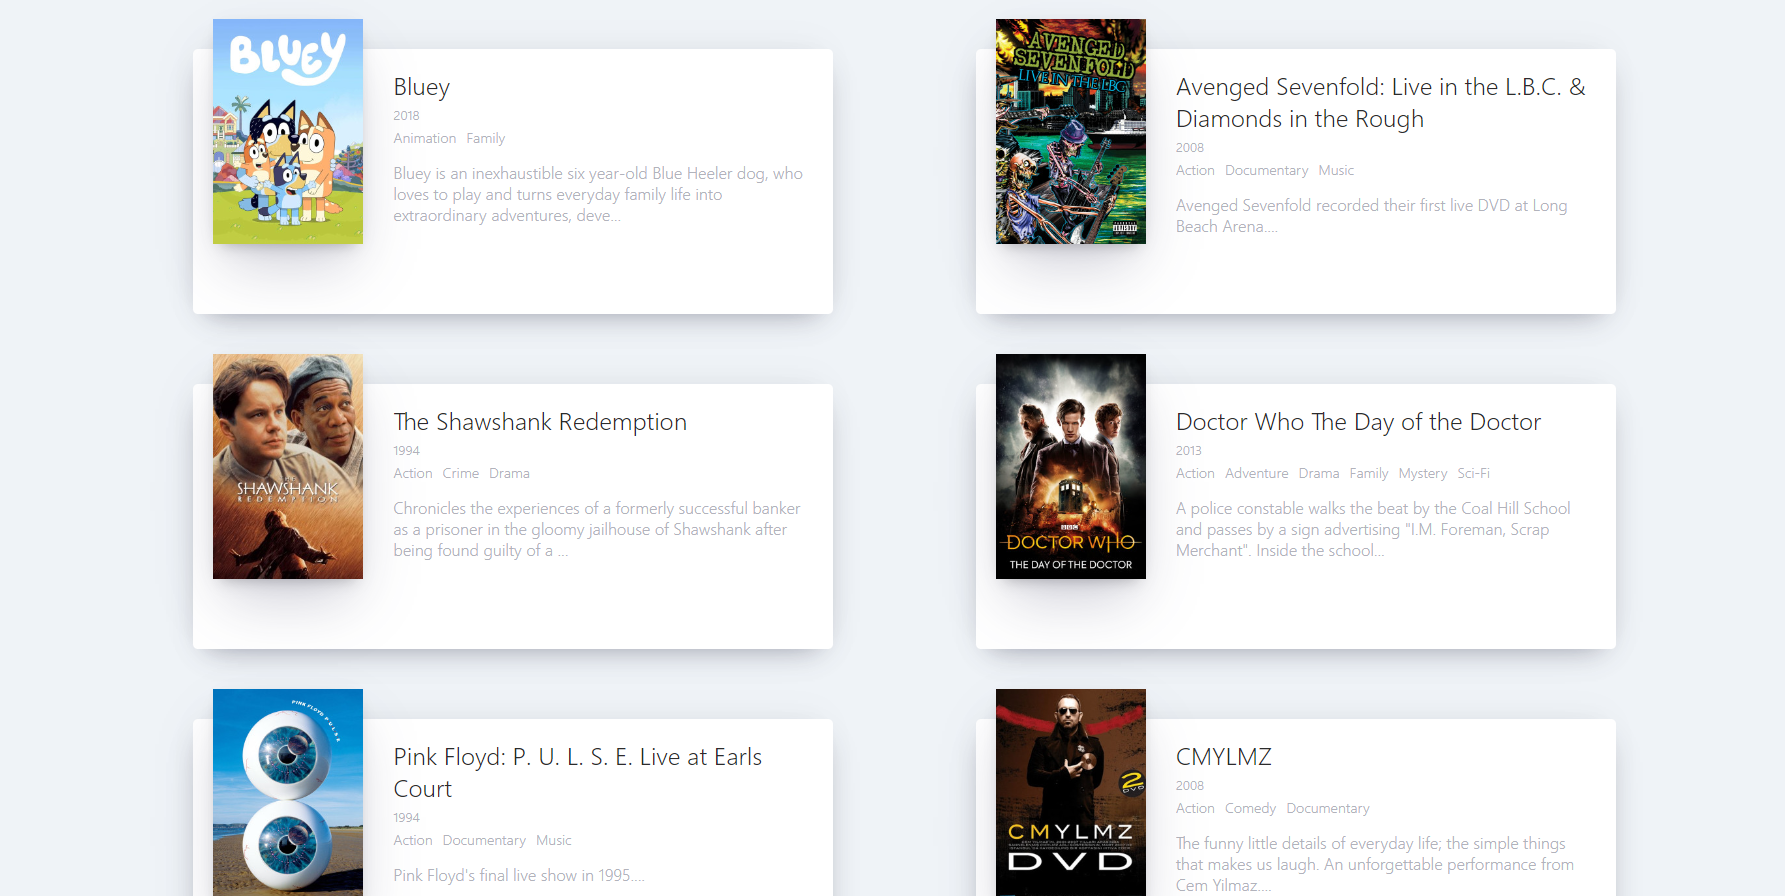 BLUEY
Bluey
2018
Animation Family
Bluey is an inexhaustible six year-old Blue Heeler dog, who
loves to play and turns everyday family life into
extraordinary adventures, deve...
AVENGED
SEVENFOLD
LIVE IN THE LBC
Avenged Sevenfold: Live in the L.B.C. &
Diamonds in the Rough
2008
Action Documentary Music
Avenged Sevenfold recorded their first live DVD at Long
Beach Arena....
SHAWSHANK
REDEMPTION
The Shawshank Redemption
1994
Action Crime Drama
Chronicles the experiences of a formerly successful banker
as a prisoner in the gloomy jailhouse of Shawshank after
being found guilty of a ...
BBC
DOCTOR WHO
THE DAY OF THE DOCTOR
Doctor Who The Day of the Doctor
2013
Action Adventure Drama Family Mystery Sci-Fi
A police constable walks the beat by the Coal Hill School
and passes by a sign advertising "I.M. Foreman, Scrap
Merchant". Inside the school...
PINK FLOYD PULSE
Pink Floyd: P. U. L. S. E. Live at Earls
Court
1994
Action Documentary Music
Pink Floyd's final live show in 1995....
2
DVD
CMYLMZ
DVD
CMYLMZ
2008
Action Comedy Documentary
The funny little details of everyday life; the simple things
that makes us laugh. An unforgettable performance from
Cem Yilmaz....